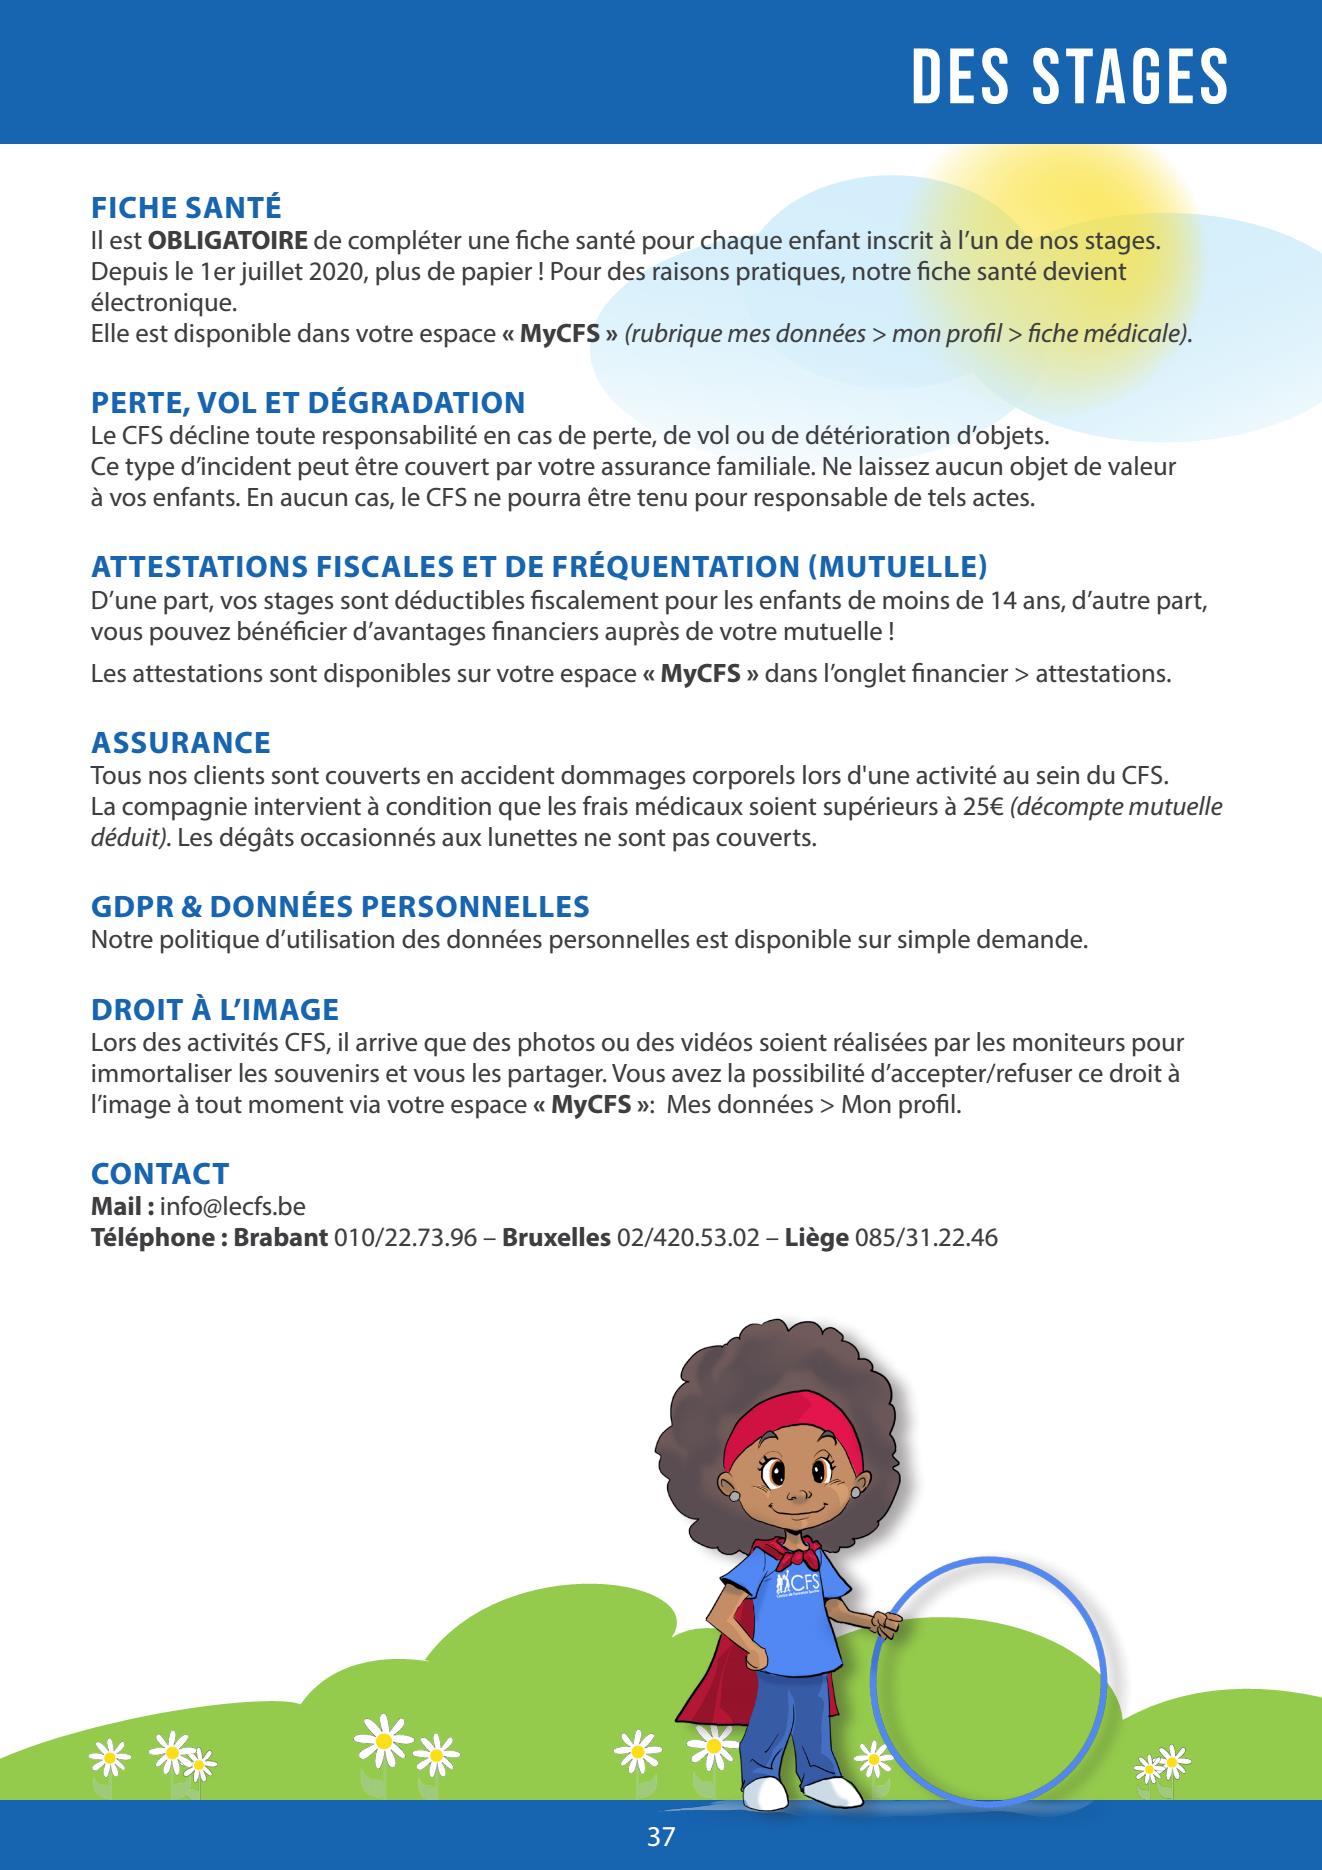 DES STAGES
FICHE SANTÉ
Il est OBLIGATOIRE de compléter une fiche santé pour chaque enfant inscrit à l’un de nos stages.
Depuis le 1er juillet 2020, plus de papier ! Pour des raisons pratiques, notre fiche santé devient
électronique.
Elle est disponible dans votre espace « MyCFS » (rubrique mes données > mon profil > fiche médicale).
PERTE, VOL ET DÉGRADATION
Le CFS décline toute responsabilité en cas de perte, de vol ou de détérioration d’objets.
Ce type d’incident peut être couvert par votre assurance familiale. Ne laissez aucun objet de valeur
à vos enfants. En aucun cas, le CFS ne pourra être tenu pour responsable de tels actes.
ATTESTATIONS FISCALES ET DE FRÉQUENTATION (MUTUELLE)
D’une part, vos stages sont déductibles fiscalement pour les enfants de moins de 14 ans, d’autre part,
vous pouvez bénéficier d’avantages financiers auprès de votre mutuelle !
Les attestations sont disponibles sur votre espace « MyCFS » dans l’onglet financier > attestations.
ASSURANCE
Tous nos clients sont couverts en accident dommages corporels lors d'une activité au sein du CFS.
La compagnie intervient à condition que les frais médicaux soient supérieurs à 25€ (décompte mutuelle
déduit). Les dégâts occasionnés aux lunettes ne sont pas couverts.
GDPR & DONNÉES PERSONNELLES
Notre politique d’utilisation des données personnelles est disponible sur simple demande.
DROIT À L’IMAGE
Lors des activités CFS, il arrive que des photos ou des vidéos soient réalisées par les moniteurs pour
immortaliser les souvenirs et vous les partager. Vous avez la possibilité d’accepter/refuser ce droit à
l’image à tout moment via votre espace « MyCFS »:  Mes données > Mon profil.
CONTACT
Mail : info@lecfs.be
Téléphone : Brabant 010/22.73.96 – Bruxelles 02/420.53.02 – Liège 085/31.22.46
CFS
37